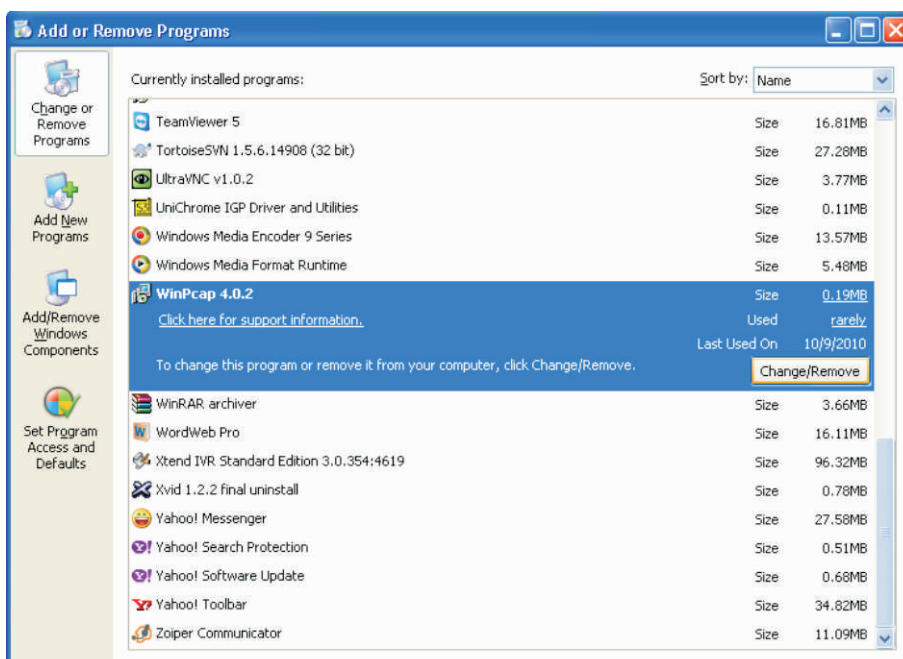 Add or Remove Programs
Change or
Remove
Programs
Add New
Programs
Add/Remove
Windows
Components
Set Program
Access and
Defaults
Currently installed programs:
Sort by: Name
TeamViewer 5 Size 16.81MB
TortoiseSVN 1.5.6.14908 (32 bit) Size 27.28MB
UltraVNC v1.0.2 Size 3.77MB
UniChrome IGP Driver and Utilities Size 0.11MB
Windows Media Encoder 9 Series Size 13.57MB
Windows Media Format Runtime Size 5.48MB
WinPcap 4.0.2 Size 0.19MB
Click here for support information. Used rarely
Last Used On 10/9/2010
To change this program or remove it from your computer, click Change/Remove. Change/Remove
WinRAR archiver Size 3.66MB
WordWeb Pro Size 16.11MB
Xtend IVR Standard Edition 3.0.354:4619 Size 96.32MB
Xvid 1.2.2 final uninstall Size 0.78MB
Yahoo! Messenger Size 27.58MB
Yahoo! Search Protection Size 0.51MB
Yahoo! Software Update Size 0.68MB
Yahoo! Toolbar Size 34.82MB
Zoiper Communicator Size 11.09MB